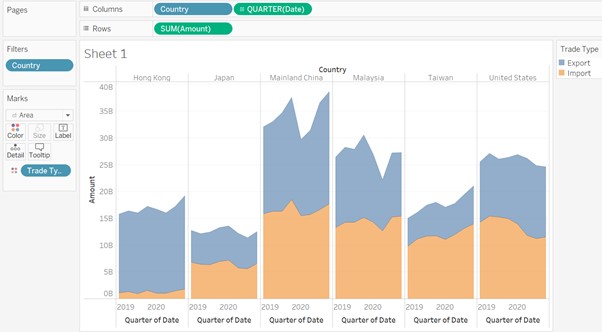 Pages
Columns
Country
QUARTER(Date)
Rows
SUM(Amount)
Filters
Country
Marks
Area
Color
Size
Label
Detail
Tooltip
Trade Ty..
Sheet 1
Country
Hong Kong
Japan
Mainland China
Malaysia
Taiwan
United States
Amount
40B
35B
30B
25B
20B
15B
10B
5B
0B
2019 2020 2019 2020 2019 2020 2019 2020 2019 2020 2019 2020
Quarter of Date Quarter of Date Quarter of Date Quarter of Date Quarter of Date Quarter of Date
Trade Type
Export
Import